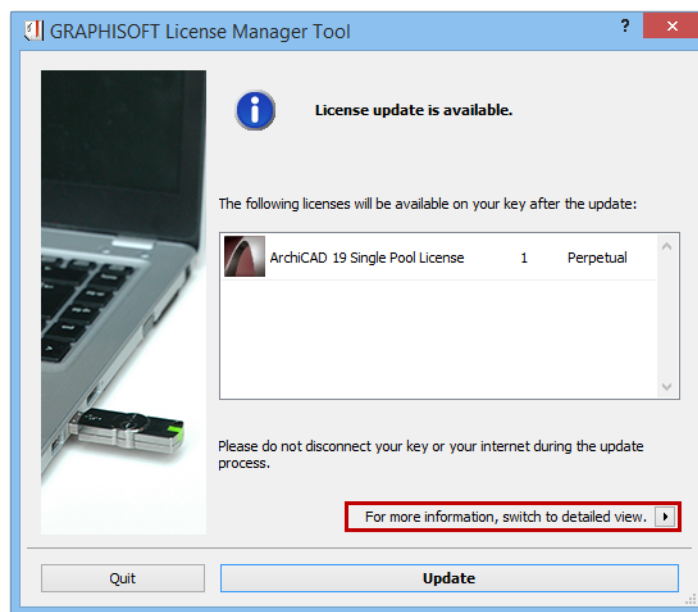 GRAPHISOFT License Manager Tool
License update is available.
The following licenses will be available on your key after the update:
ArchiCAD 19 Single Pool License 1 Perpetual
Please do not disconnect your key or your internet during the update
process.
For more information, switch to detailed view.
Quit Update